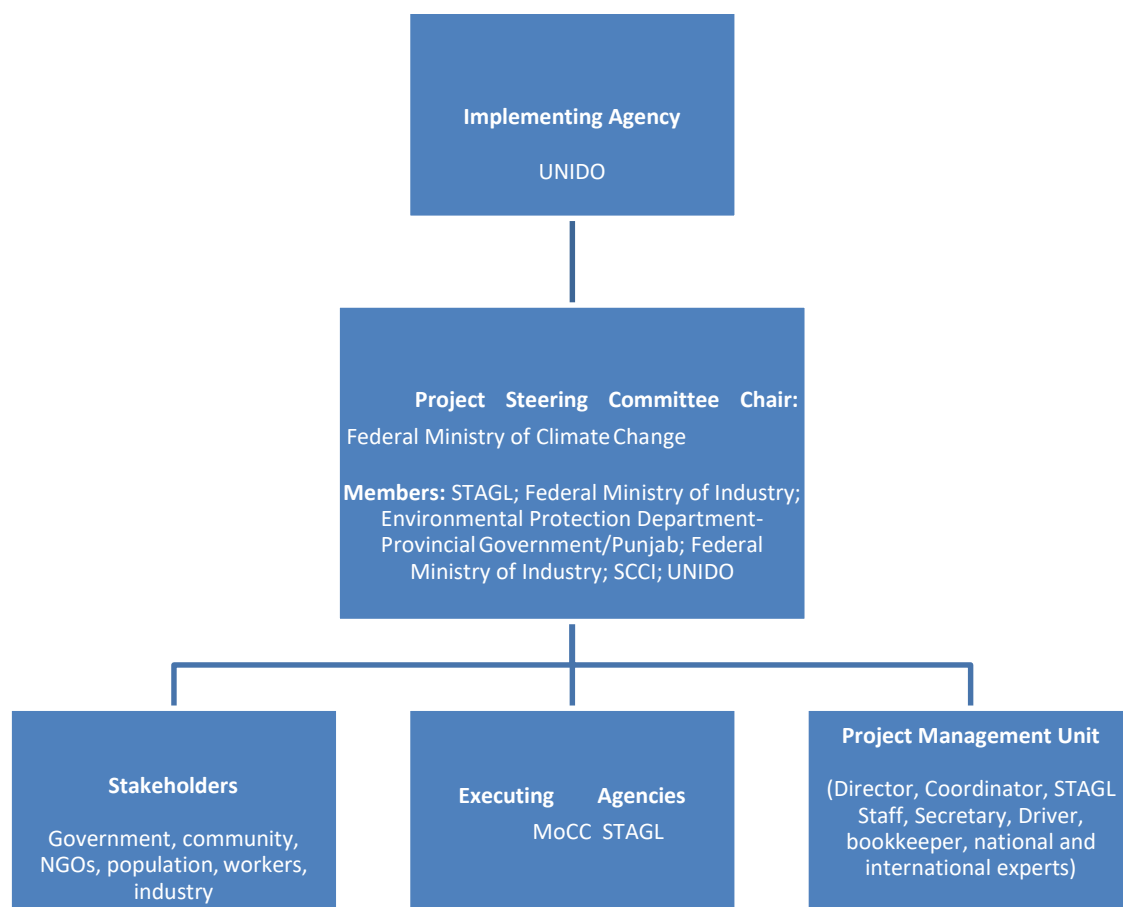 Implementing Agency
UNIDO
Project Steering Committee Chair:
Federal Ministry of Climate Change
Members: STAGL; Federal Ministry of Industry;
Environmental Protection Department-
Provincial Government/Punjab; Federal
Ministry of Industry; SCCI; UNIDO
Stakeholders
Government, community,
NGOs, population, workers,
industry
Executing Agencies
MoCC STAGL
Project Management Unit
(Director, Coordinator, STAGL
Staff, Secretary, Driver,
bookkeeper, national and
international experts)